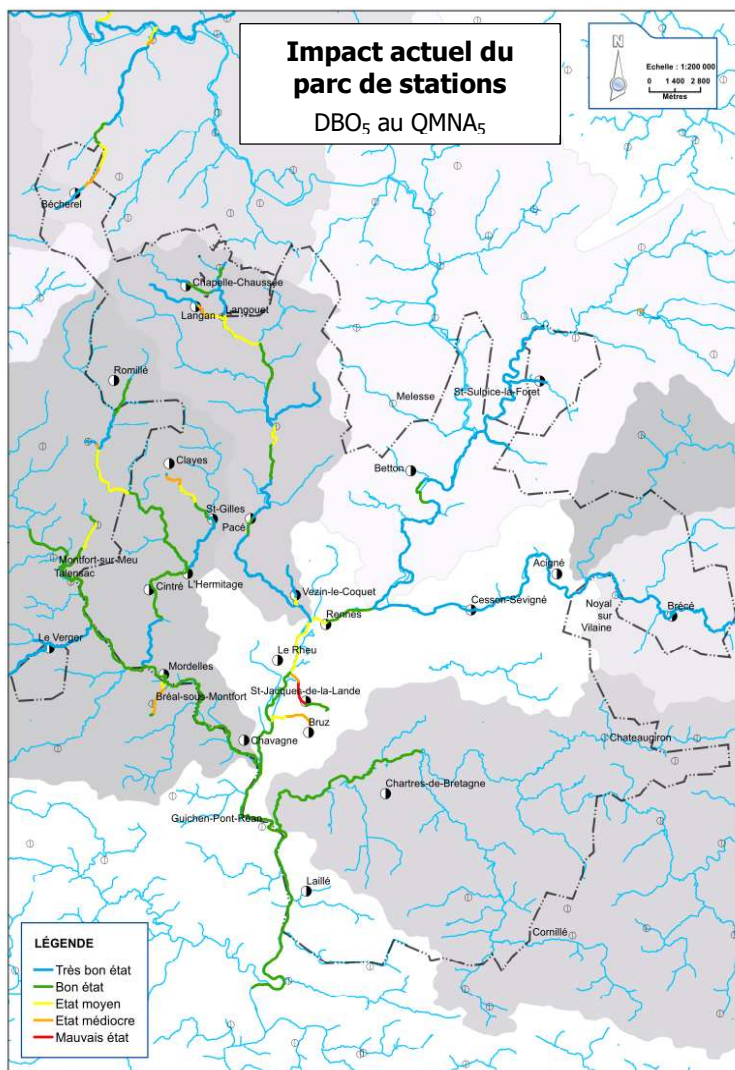 Impact actuel du
parc de stations
DBO₅ au QMNA₅
N
Echelle : 1:200 000
0 1 400 2 800
Mètres
Bécherel
Chapelle-Chaussée
Langan
Langouet
Romillé
Melesse
St-Sulpice-la-Foret
Clayes
Betton
St-Gilles
Pacé
Montfort-sur-Meu
Talensac
L'Hermitage
Cintré
Vezin-le-Coquet
Acigné
Rennes
Cesson-Sévigné
Noyal
sur
Vilaine
Brécé
Le Verger
Le Rheu
Mordelles
St-Jacques-de-la-Lande
Bréal-sous-Montfort
Bruz
Chavagne
Chateaugiron
Chartres-de-Bretagne
Guichen-Pont-Réan
Laillé
Cornillé
LÉGENDE
Très bon état
Bon état
Etat moyen
Etat médiocre
Mauvais état